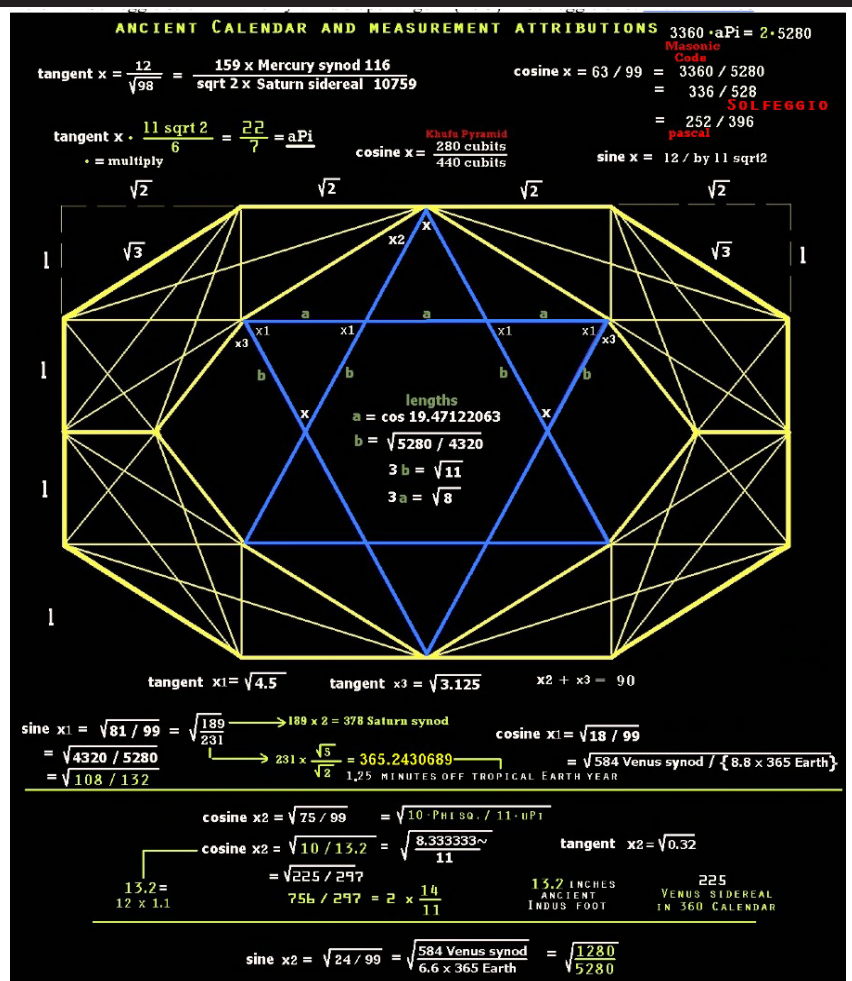 ANCIENT CALENDAR AND MEASUREMENT ATTRIBUTIONS
3360 · aPi = 2 · 5280
Masonic
Code
tangent x = 12 / √98 = 159 x Mercury synod 116 / sqrt 2 x Saturn sidereal 10759
cosine x = 63 / 99 = 3360 / 5280
= 336 / 528
SOLFEGGIO
= 252 / 396
pascal
tangent x · 11 sqrt 2 / 6 = 22 / 7 = aPi
· = multiply
Khufu Pyramid
cosine x = 280 cubits / 440 cubits
sine x = 12 / by 11 sqrt2
√2 √2 √2 √2
x
x2
√3 √3
1 1
a a a
x1 x1 x1 x1
x3 x3
1
b b b b
lengths
x x
a = cos 19.47122063
b = √5280 / 4320
3 b = √11
3 a = √8
1
1
tangent x1 = √4.5 tangent x3 = √3.125 x2 + x3 = 90
sine x1 = √81 / 99 = √189 / 231
189 x 2 = 378 Saturn synod
cosine x1 = √18 / 99
= √4320 / 5280
231 x √5 / √2 = 365.2430689
= √584 Venus synod / {8.8 x 365 Earth}
= √108 / 132
1.25 MINUTES OFF TROPICAL EARTH YEAR
cosine x2 = √75 / 99 = √10 · PHI SQ. / 11 ·
cosine x2 = √10 / 13.2 = √8.333333~ / 11
tangent x2 = √0.32
= √225 / 297
13.2 =
12 x 1.1
756 / 297 = 2 x 14 / 11
13.2 INCHES
ANCIENT
INDUS FOOT
225
VENUS SIDEREAL
IN 360 CALENDAR
sine x2 = √24 / 99 = √584 Venus synod / 6.6 x 365 Earth = √1280 / 5280